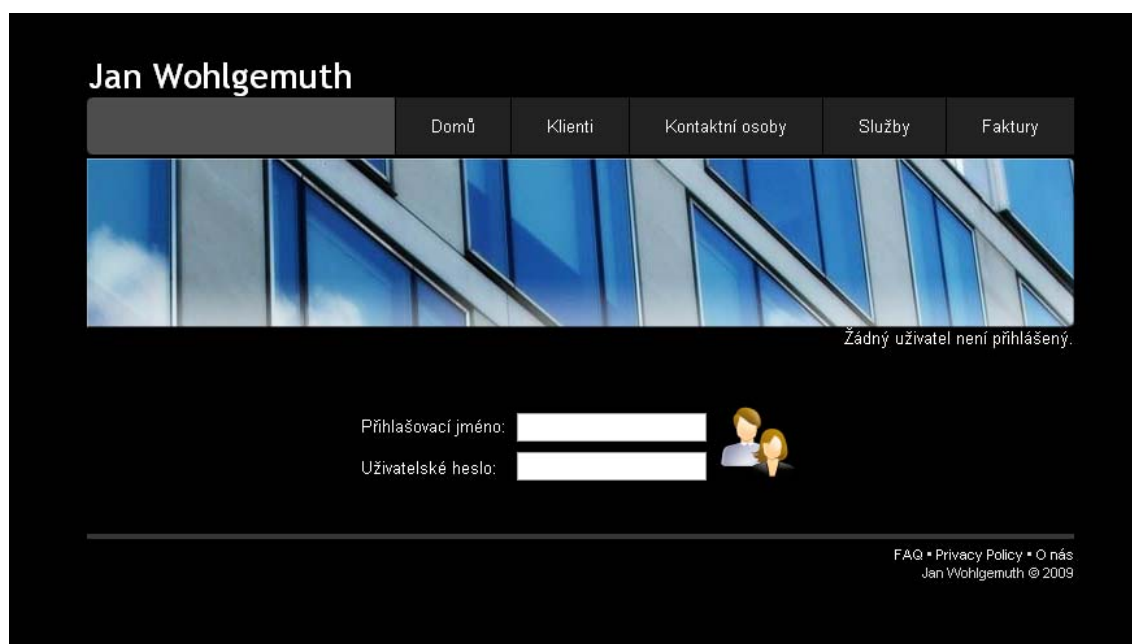 Jan Wohlgemuth
Domů Klienti Kontaktní osoby Služby Faktury
Žádný uživatel není přihlášený.
Přihlašovací jméno:
Uživatelské heslo:
FAQ ▪ Privacy Policy ▪ O nás
Jan Wohlgemuth © 2009